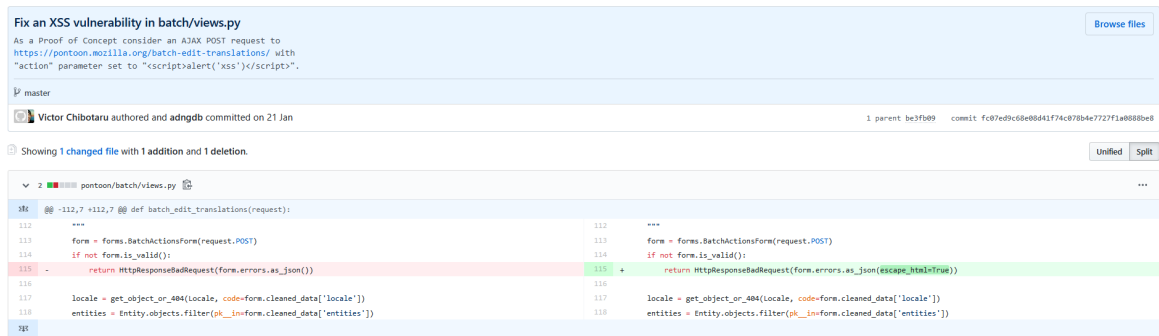 Fix an XSS vulnerability in batch/views.py
Browse files
As a Proof of Concept consider an AJAX POST request to
https://pontoon.mozilla.org/batch-edit-translations/ with
"action" parameter set to "<script>alert('xss')</script>".
master
Victor Chibotaru authored and adngdb committed on 21 Jan
1 parent be3fb09 commit fc07ed9c68e08d41f74c078b4e7727f1a0888be8
Showing 1 changed file with 1 addition and 1 deletion.
Unified Split
2 pontoon/batch/views.py
@@ -112,7 +112,7 @@ def batch_edit_translations(request):
112 """
113 form = forms.BatchActionsForm(request.POST)
114 if not form.is_valid():
115 - return HttpResponseBadRequest(form.errors.as_json())
116
117 locale = get_object_or_404(Locale, code=form.cleaned_data['locale'])
118 entities = Entity.objects.filter(pk__in=form.cleaned_data['entities'])
112 """
113 form = forms.BatchActionsForm(request.POST)
114 if not form.is_valid():
115 + return HttpResponseBadRequest(form.errors.as_json(escape_html=True))
116
117 locale = get_object_or_404(Locale, code=form.cleaned_data['locale'])
118 entities = Entity.objects.filter(pk__in=form.cleaned_data['entities'])